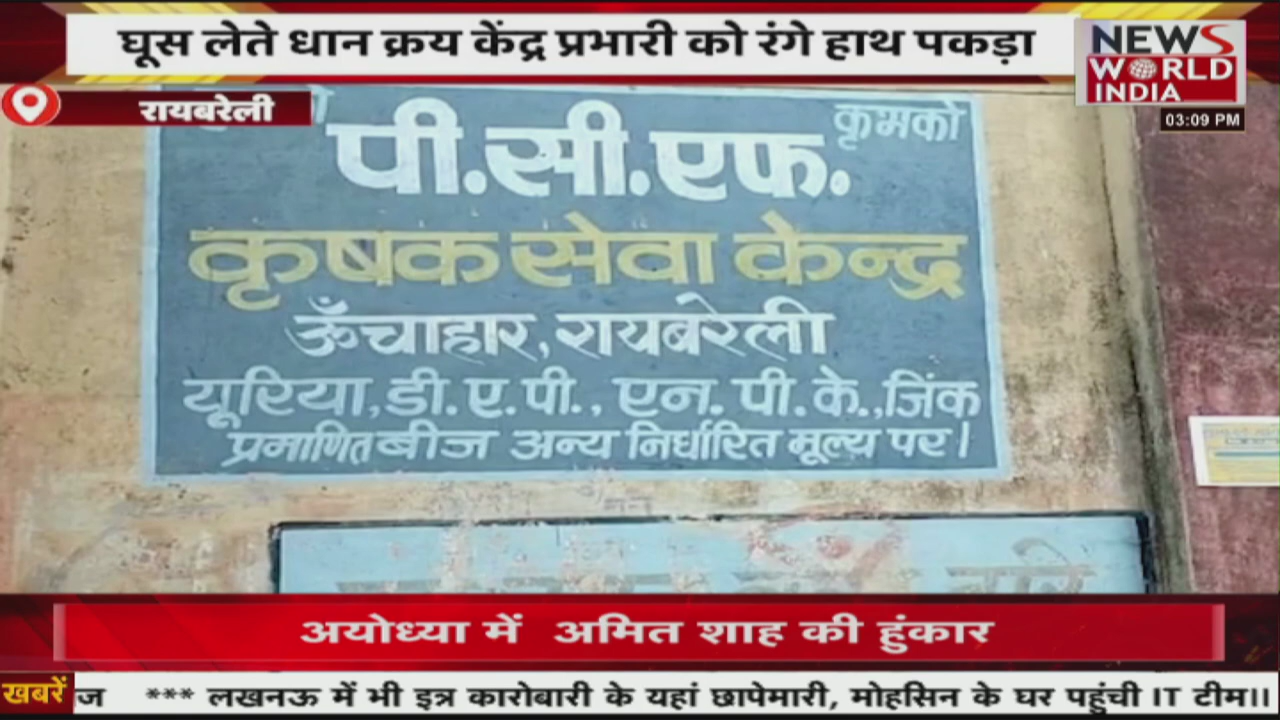 घूस लेते धान क्रय केंद्र प्रभारी को रंगे हाथ पकड़ा
NEWS
WORLD
INDIA
03:09 PM
रायबरेली
कृभको
पी.सी.एफ.
कृषक सेवा केन्द्र
ऊँचाहार, रायबरेली
यूरिया, डी. ए. पी., एन. पी. के., जिंक
प्रमाणित बीज अन्य निर्धारित मूल्य पर।
अयोध्या में अमित शाह की हुंकार
खबरें ज *** लखनऊ में भी इत्र कारोबारी के यहां छापेमारी, मोहसिन के घर पहुंची IT टीम।।